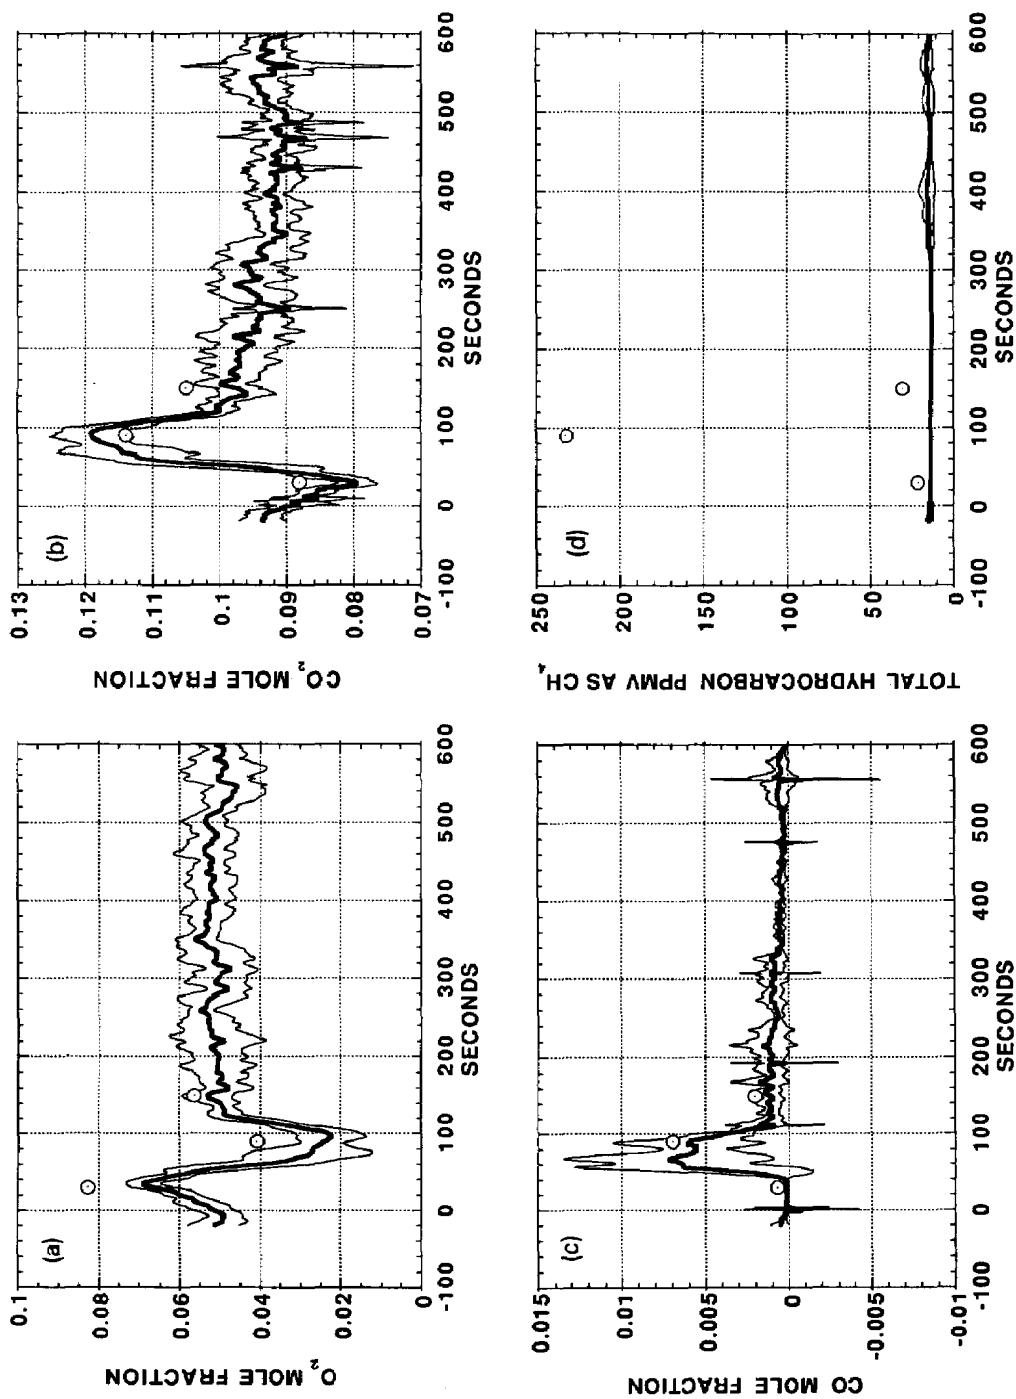 (a)
0.1
0.08
0.06
0.04
0.02
0
O₂ MOLE FRACTION
-100 0 100 200 300 400 500 600
SECONDS
(b)
0.13
0.12
0.11
0.1
0.09
0.08
0.07
CO₂ MOLE FRACTION
-100 0 100 200 300 400 500 600
SECONDS
(c)
0.015
0.01
0.005
0
-0.005
-0.01
CO MOLE FRACTION
-100 0 100 200 300 400 500 600
SECONDS
(d)
250
200
150
100
50
0
TOTAL HYDROCARBON PPMV AS CH₄
-100 0 100 200 300 400 500 600
SECONDS